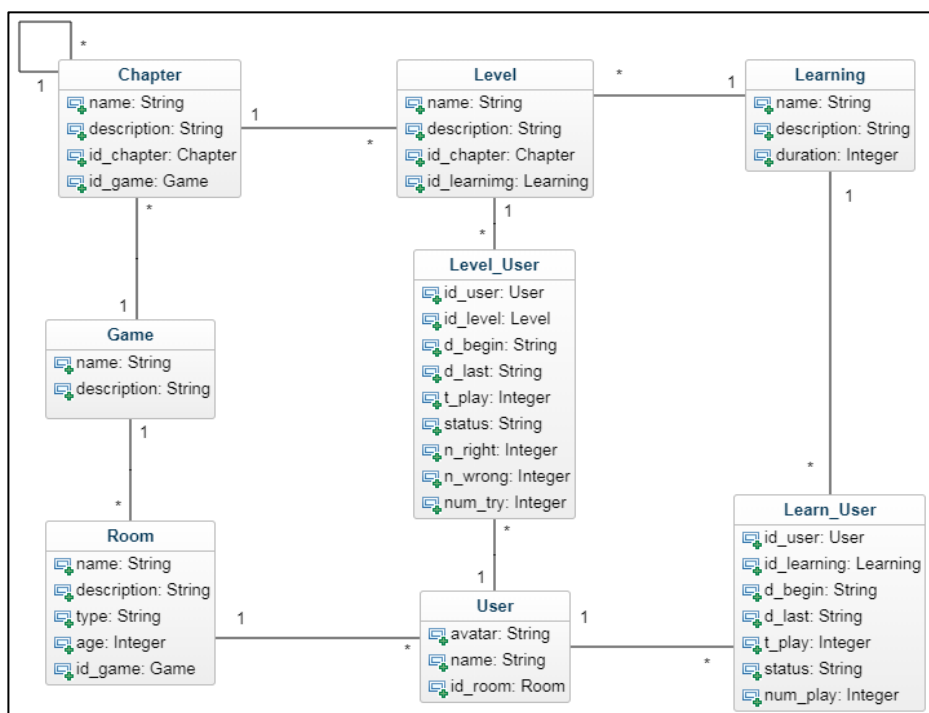 *
1
Chapter
name: String
description: String
id_chapter: Chapter
id_game: Game
1
*
Level
name: String
description: String
id_chapter: Chapter
id_learnimg: Learning
*
1
Learning
name: String
description: String
duration: Integer
*
1
1
*
1
*
Game
name: String
description: String
1
*
Level_User
id_user: User
id_level: Level
d_begin: String
d_last: String
t_play: Integer
status: String
n_right: Integer
n_wrong: Integer
num_try: Integer
*
1
Room
name: String
description: String
type: String
age: Integer
id_game: Game
1
*
User
avatar: String
name: String
id_room: Room
1
*
Learn_User
id_user: User
id_learning: Learning
d_begin: String
d_last: String
t_play: Integer
status: String
num_play: Integer